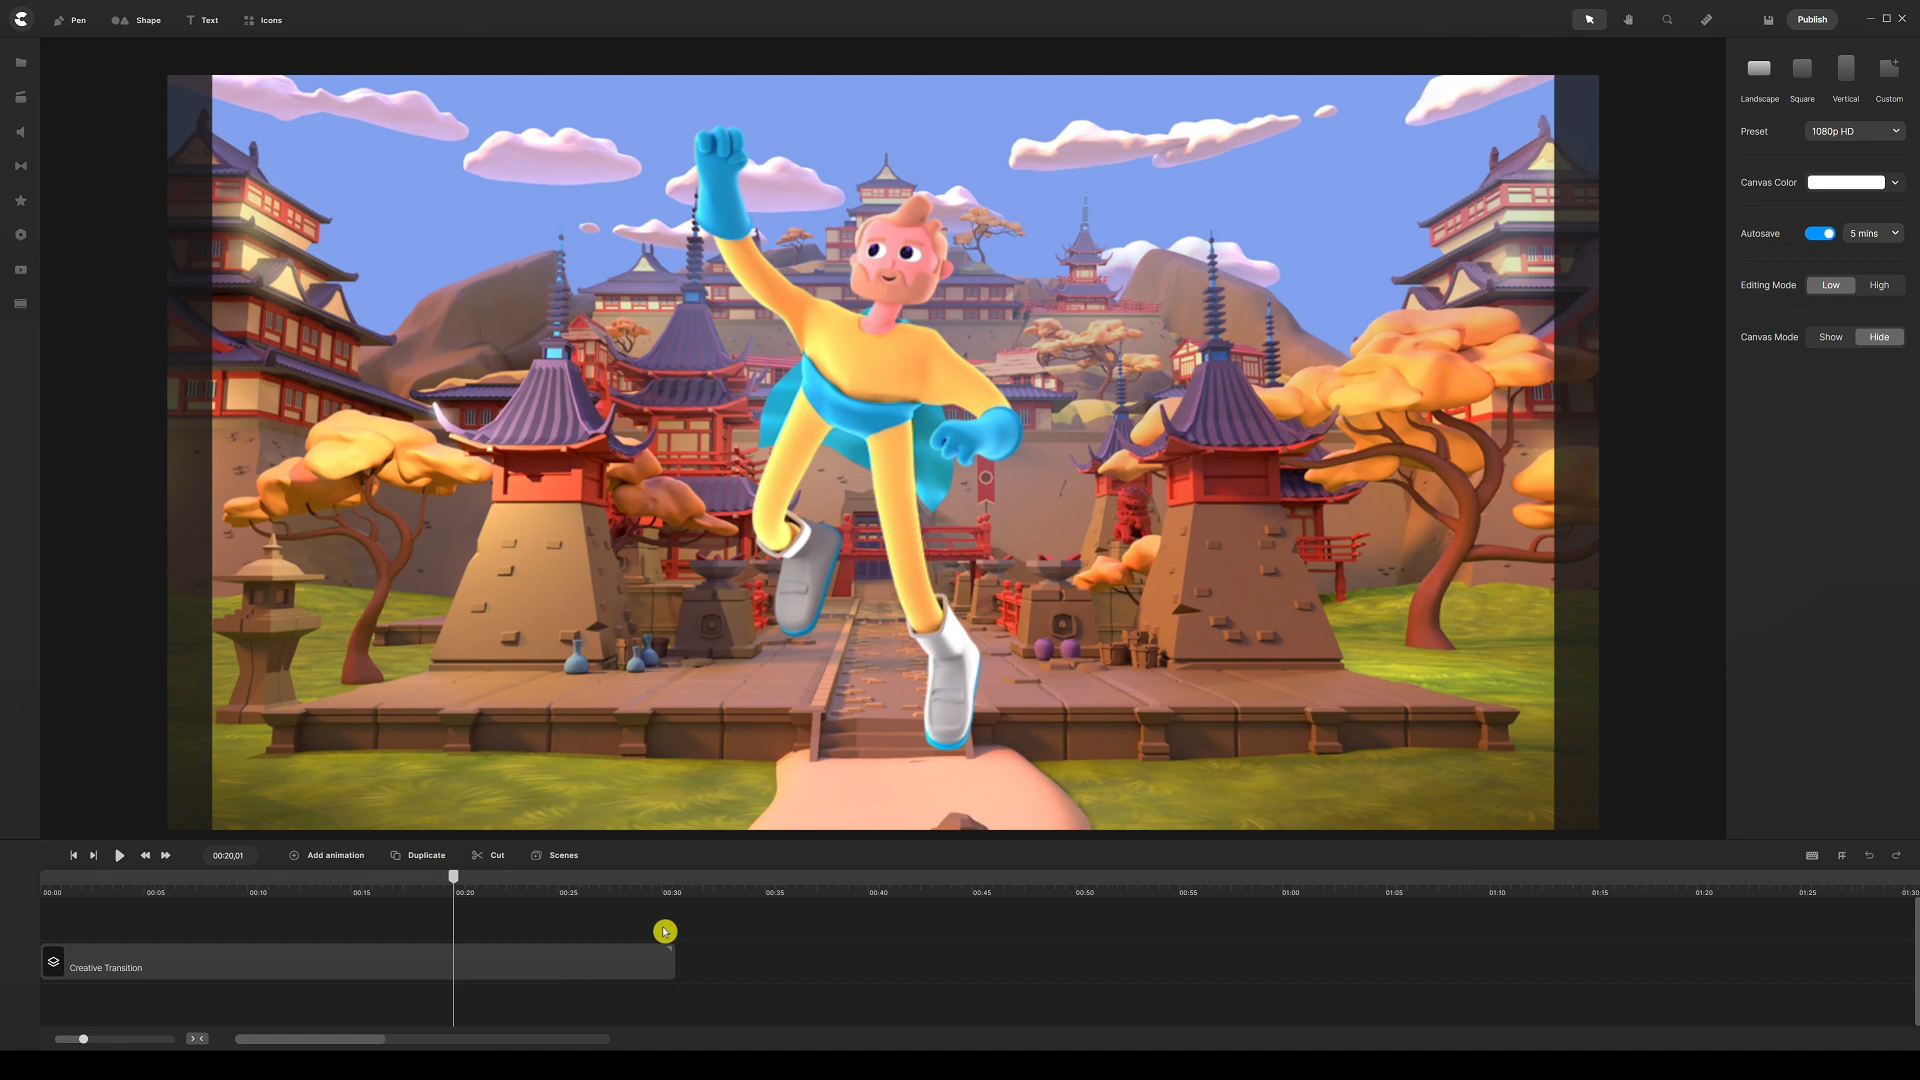 Pen
Shape
Text
Icons
Publish
Landscape
Square
Vertical
Custom
Preset
1080p HD
Canvas Color
Autosave
5 mins
Editing Mode
Low
High
Canvas Mode
Show
Hide
00:20,01
Add animation
Duplicate
Cut
Scenes
00:00
00:05
00:10
00:15
00:20
00:25
00:30
00:35
00:40
00:45
00:50
00:55
01:00
01:05
01:10
01:15
01:20
01:25
01:30
Creative Transition